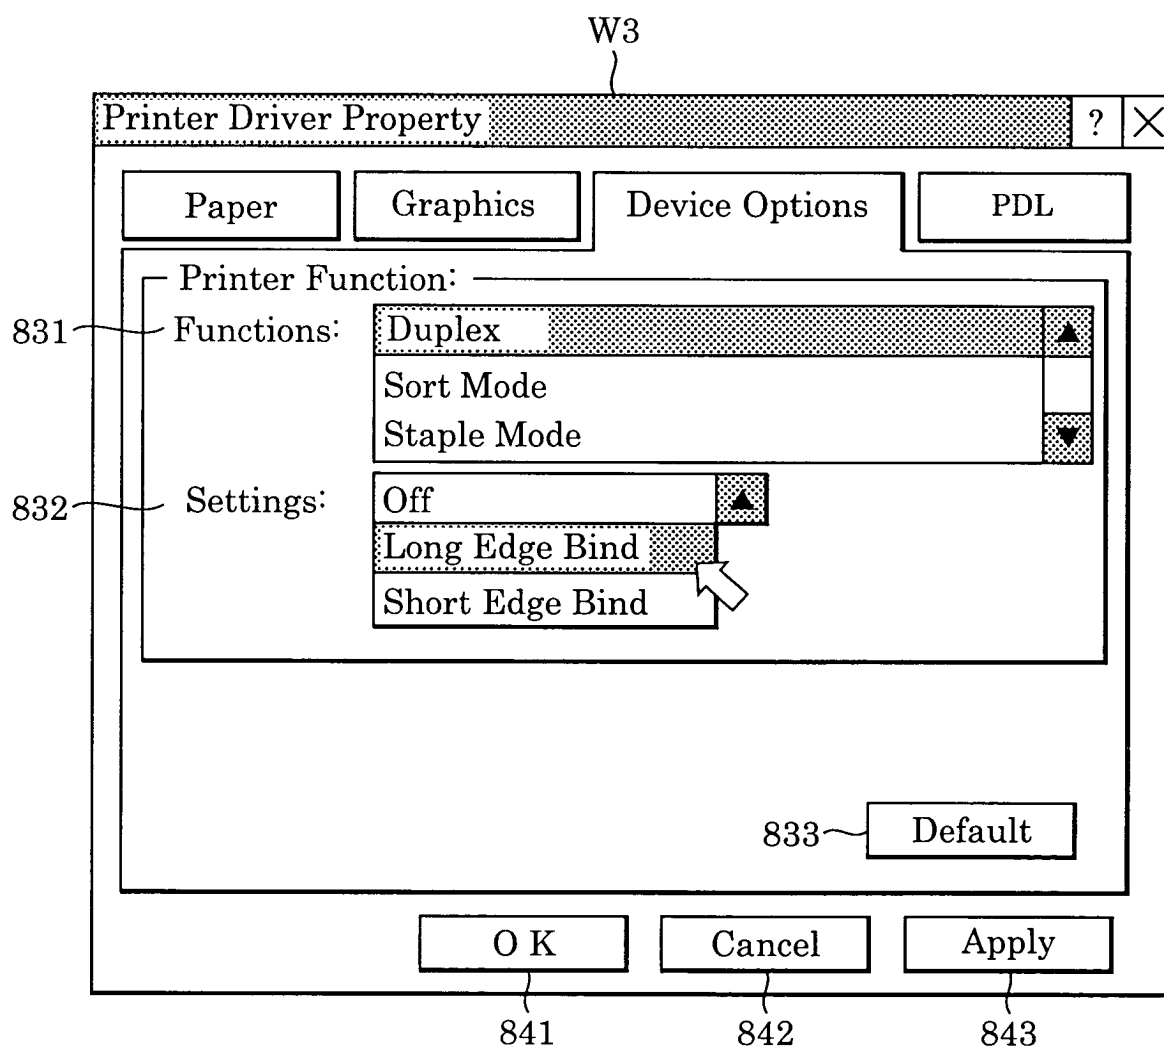 W3
Printer Driver Property ? X
Paper Graphics Device Options PDL
Printer Function:
831 Functions: Duplex
Sort Mode
Staple Mode
832 Settings: Off
Long Edge Bind
Short Edge Bind
833 Default
O K Cancel Apply
841 842 843